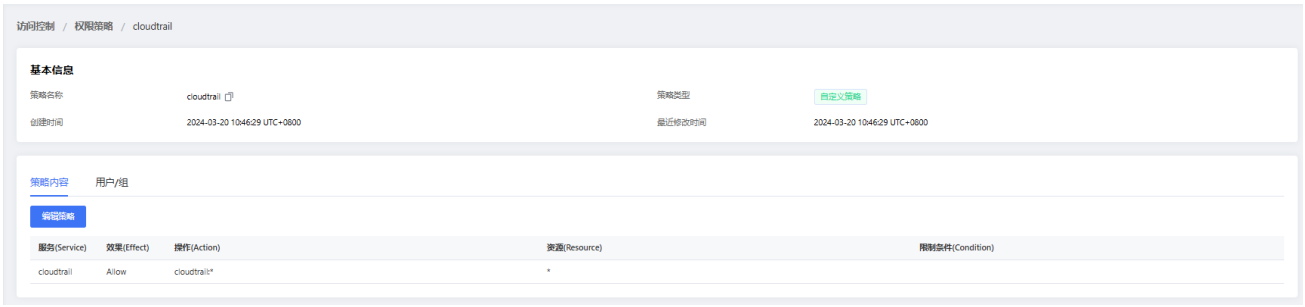 访问控制 / 权限策略 / cloudtrail
基本信息
策略名称 cloudtrail 策略类型 自定义策略
创建时间 2024-03-20 10:46:29 UTC+0800 最近修改时间 2024-03-20 10:46:29 UTC+0800
策略内容 用户/组
编辑策略
服务(Service) 效果(Effect) 操作(Action) 资源(Resource) 限制条件(Condition)
cloudtrail Allow cloudtrail:* *